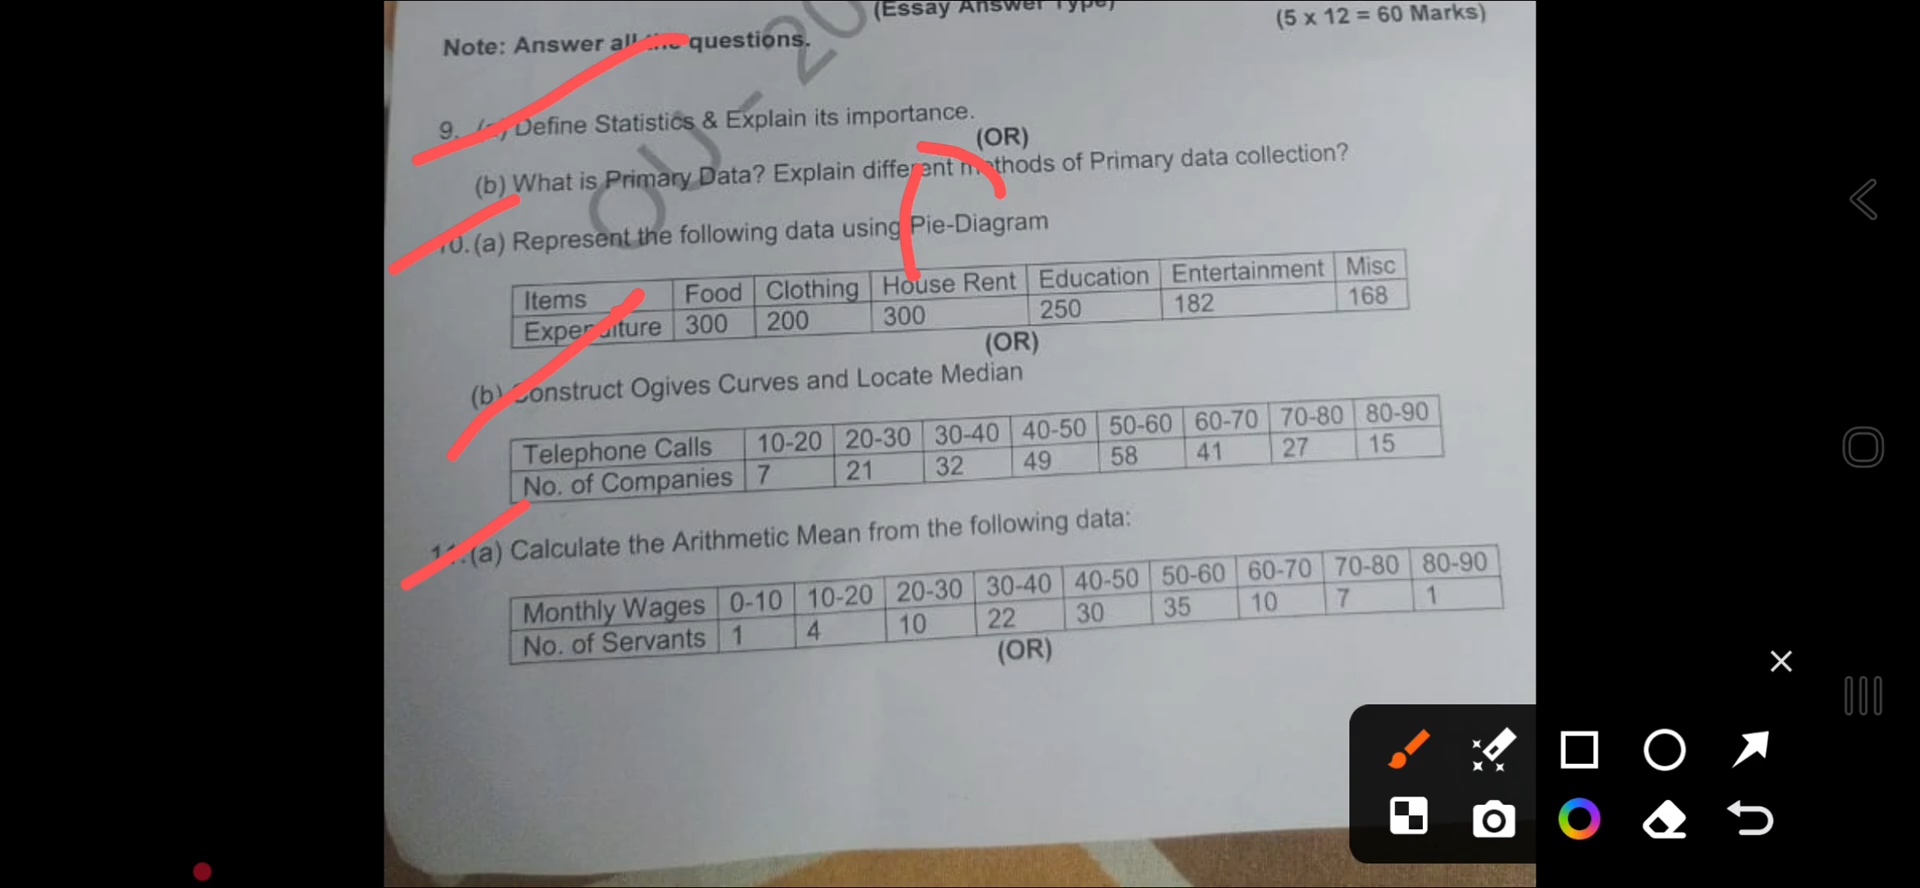 (Essay Answer Type)
(5 x 12 = 60 Marks)
Note: Answer all the questions.
9. (a) Define Statistics & Explain its importance.
(OR)
(b) What is Primary Data? Explain different methods of Primary data collection?
10.(a) Represent the following data using Pie-Diagram
Items Food Clothing House Rent Education Entertainment Misc
Expenditure 300 200 300 250 182 168
(OR)
(b) Construct Ogives Curves and Locate Median
Telephone Calls 10-20 20-30 30-40 40-50 50-60 60-70 70-80 80-90
No. of Companies 7 21 32 49 58 41 27 15
11.(a) Calculate the Arithmetic Mean from the following data:
Monthly Wages 0-10 10-20 20-30 30-40 40-50 50-60 60-70 70-80 80-90
No. of Servants 1 4 10 22 30 35 10 7 1
(OR)
OU - 20